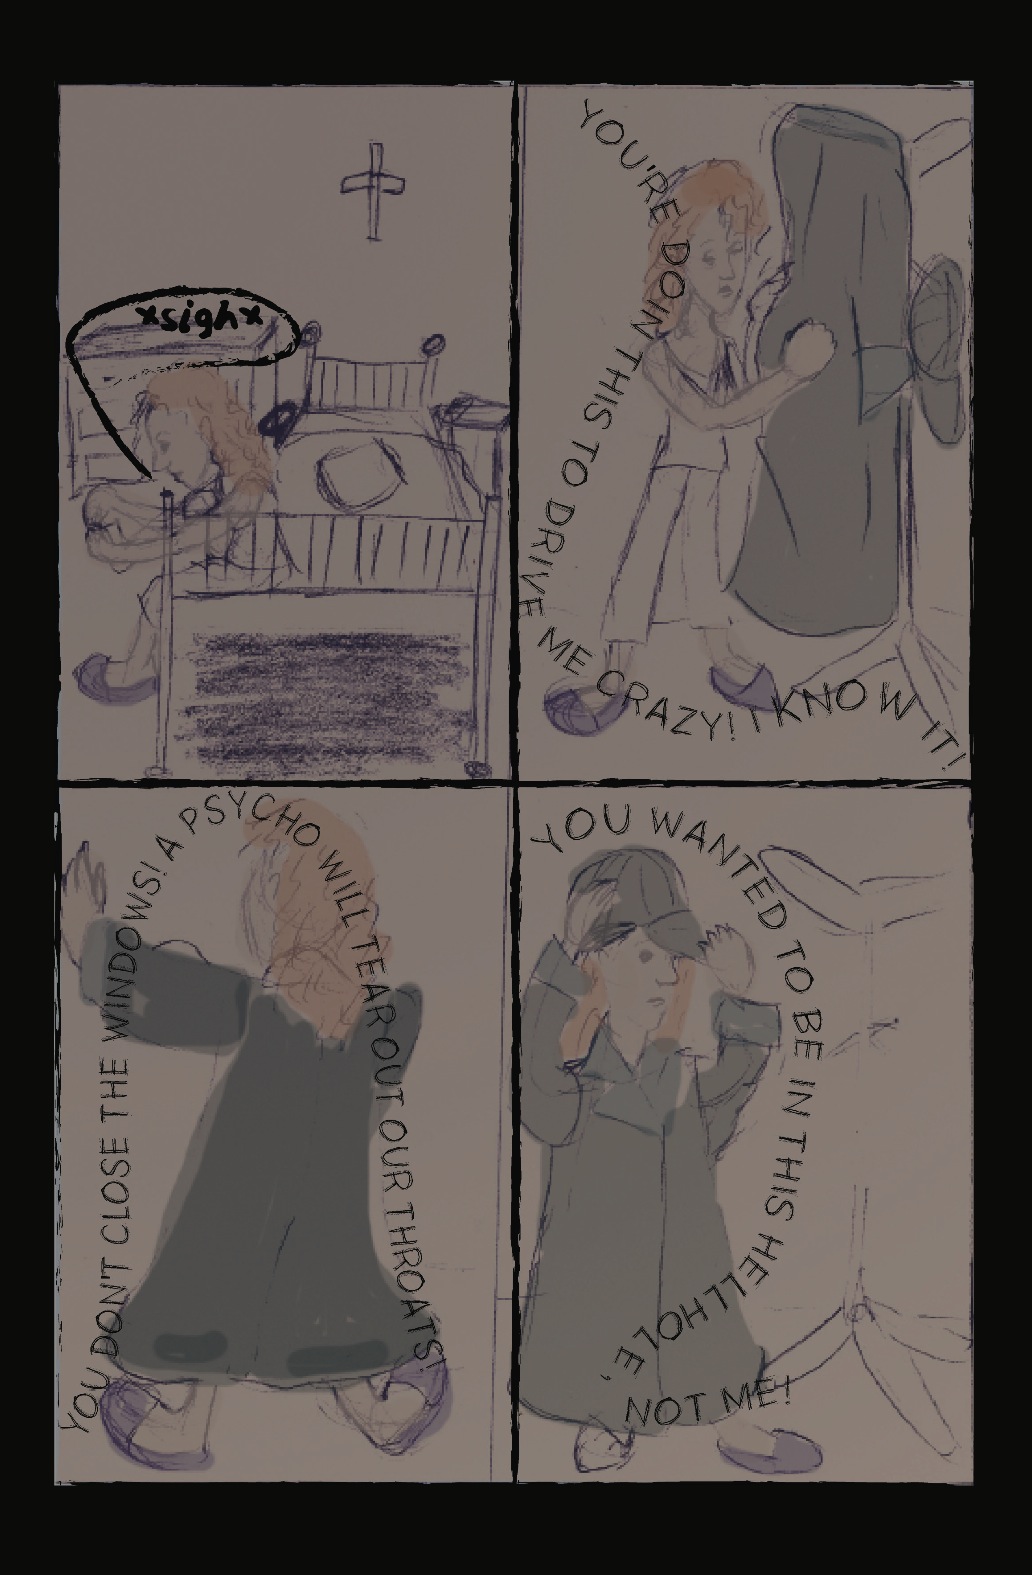 *sigh*
YOU'RE DOIN THIS TO DRIVE ME CRAZY! I KNOW IT!
YOU DON'T CLOSE THE WINDOWS! A PSYCHO WILL TEAR OUT OUR THROATS!
YOU WANTED TO BE IN THIS HELLHOLE,
NOT ME!